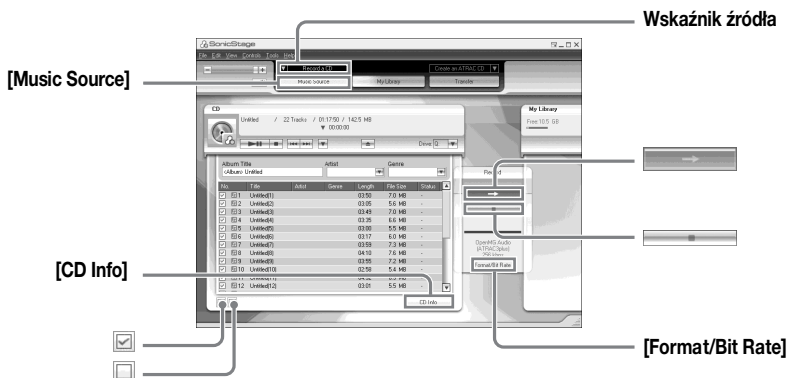 Wskaźnik źródła
SonicStage
File Edit View Controls Tools Help
Record a CD
Create an ATRAC CD
[Music Source]
Music Source
My Library
Transfer
CD
Untitled / 22 Tracks / 01:17:50 / 142.5 MB
00:00:00
Drive Q:
My Library
Free:10.5 GB
Album Title Artist Genre
<Album> Untitled
Record
No. Title Artist Genre Length File Size Status
1 Untitled(1) 03:50 7.0 MB -
2 Untitled(2) 03:05 5.6 MB -
3 Untitled(3) 03:49 7.0 MB -
4 Untitled(4) 03:35 6.6 MB -
5 Untitled(5) 03:00 5.5 MB -
6 Untitled(6) 03:17 6.0 MB -
7 Untitled(7) 03:59 7.3 MB -
8 Untitled(8) 04:10 7.6 MB -
9 Untitled(9) 03:55 7.2 MB -
10 Untitled(10) 02:58 5.4 MB -
12 Untitled(12) 03:01 5.5 MB -
OpenMG Audio
(ATRAC3plus)
Format/Bit Rate
[CD Info]
CD Info
[Format/Bit Rate]